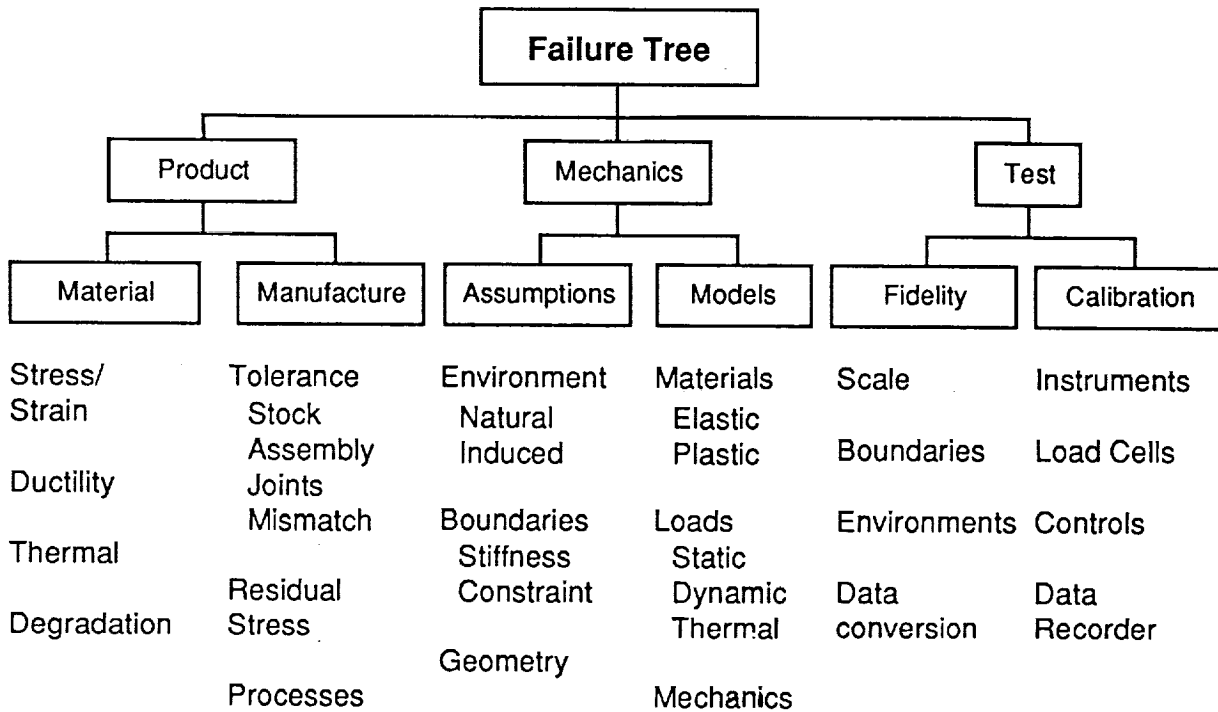 Failure Tree
Product
Mechanics
Test
Material
Manufacture
Assumptions
Models
Fidelity
Calibration
Stress/
Strain
Ductility
Thermal
Degradation
Tolerance
Stock
Assembly
Joints
Mismatch
Residual
Stress
Processes
Environment
Natural
Induced
Boundaries
Stiffness
Constraint
Geometry
Materials
Elastic
Plastic
Loads
Static
Dynamic
Thermal
Mechanics
Scale
Boundaries
Environments
Data
conversion
Instruments
Load Cells
Controls
Data
Recorder